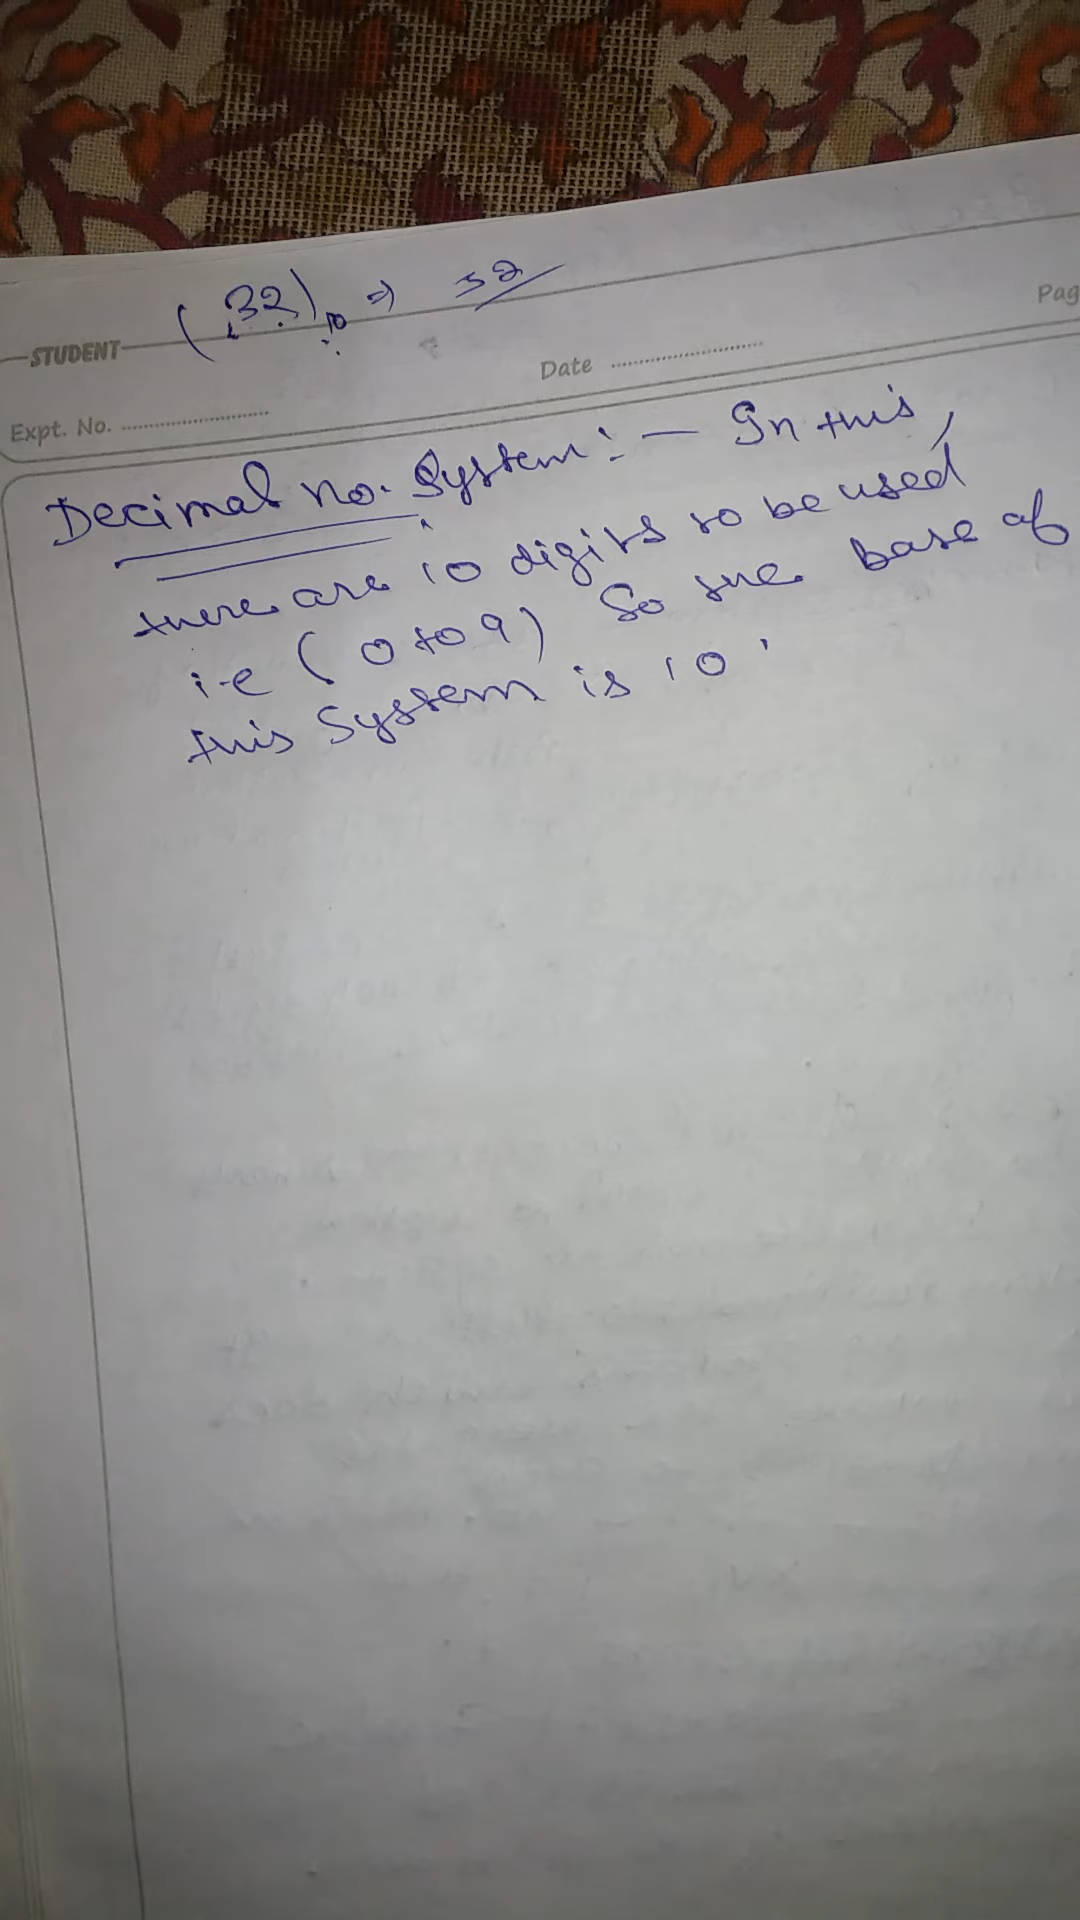 (32)10 => 32
Pag
STUDENT
Date
Expt. No.
Decimal no. System:- In this,
there are 10 digits to be used
i.e (0 to 9) So the base of
this System is 10'